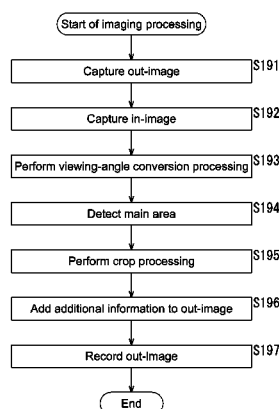 Start of imaging processing
Capture out-image S191
Capture in-image S192
Perform viewing-angle conversion processing S193
Detect main area S194
Perform crop processing S195
Add additional information to out-image S196
Record out-Image S197
End